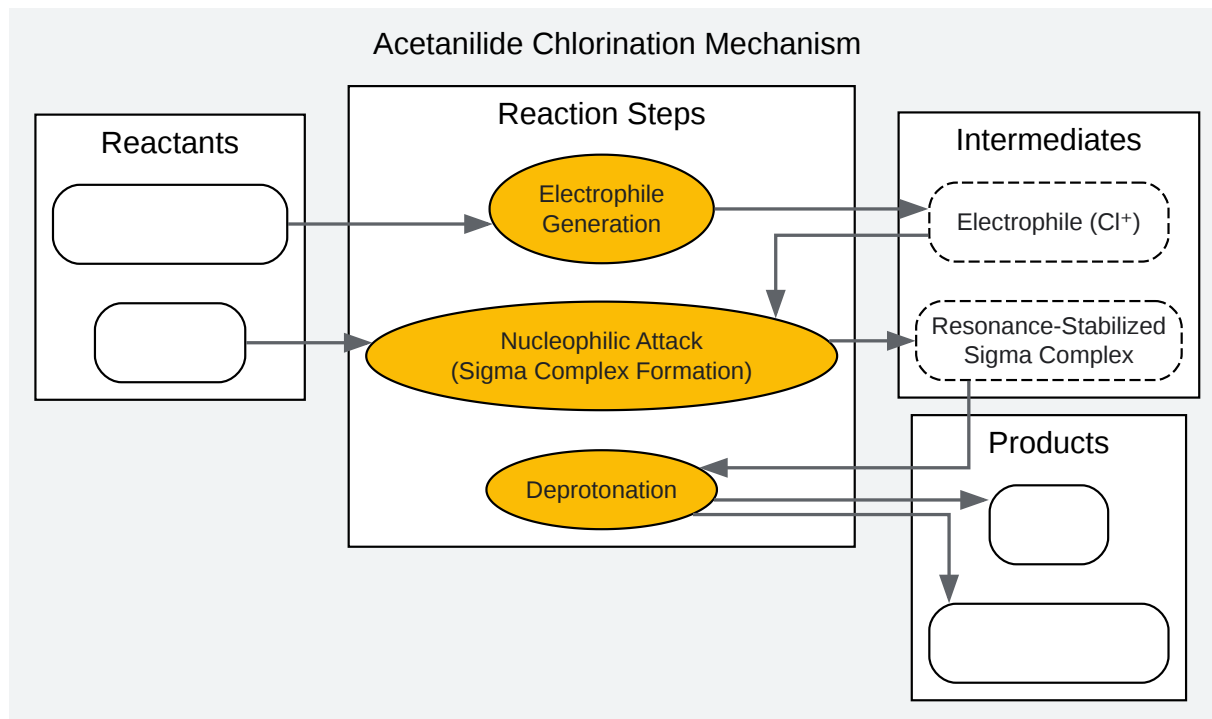 Acetanilide Chlorination Mechanism
Reactants
Reaction Steps
Electrophile
Generation
Nucleophilic Attack
(Sigma Complex Formation)
Deprotonation
Intermediates
Electrophile (Cl⁺)
Resonance-Stabilized
Sigma Complex
Products